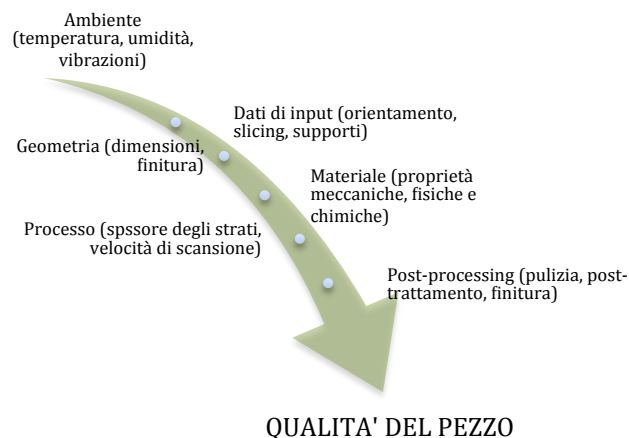 Ambiente
(temperatura, umidità,
vibrazioni)
Dati di input (orientamento,
slicing, supporti)
Geometria (dimensioni,
finitura)
Materiale (proprietà
meccaniche, fisiche e
chimiche)
Processo (spssore degli strati,
velocità di scansione)
Post-processing (pulizia, post-
trattamento, finitura)
QUALITA' DEL PEZZO